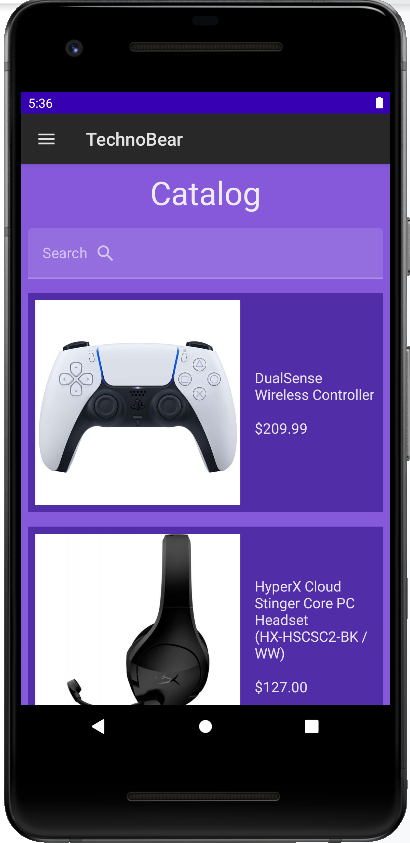 5:36
TechnoBear
Catalog
Search
DualSense
Wireless Controller
$209.99
HyperX Cloud
Stinger Core PC
Headset
(HX-HSCSC2-BK /
WW)
$127.00